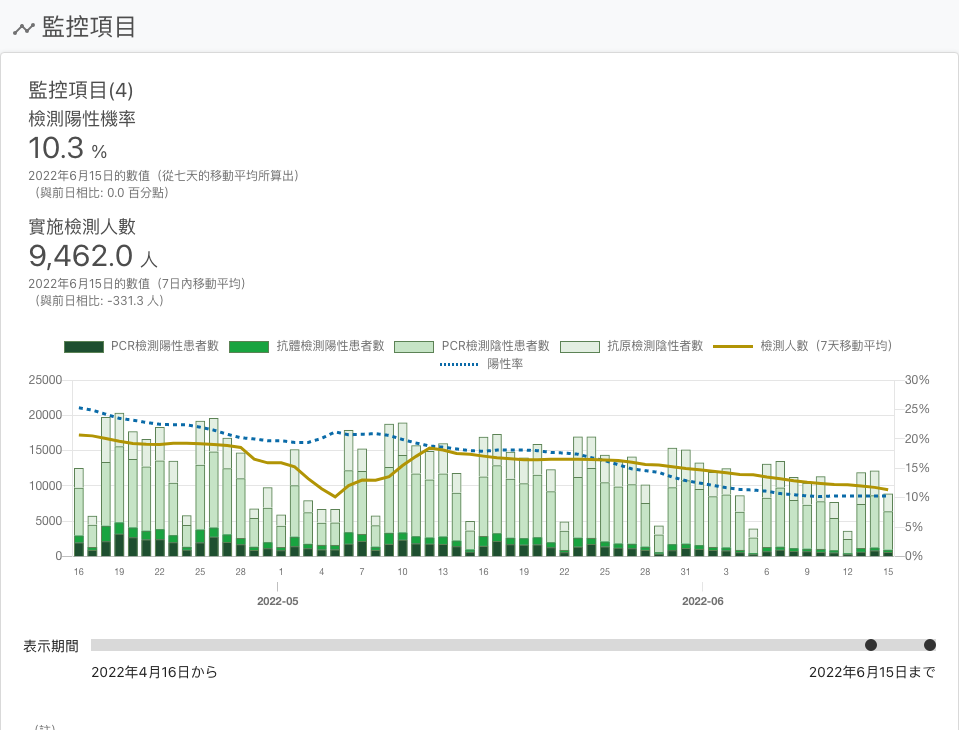 監控項目
監控項目(4)
檢測陽性機率
10.3 %
2022年6月15日的數值（從七天的移動平均所算出）
（與前日相比: 0.0 百分點）
實施檢測人數
9,462.0 人
2022年6月15日的數值（7日內移動平均）
（與前日相比: -331.3 人）
PCR檢測陽性患者數 抗體檢測陽性患者數 PCR檢測陰性患者數 抗原檢測陰性者數 檢測人數（7天移動平均）
陽性率
25000 30%
25%
20000
20%
15000
15%
10000
10%
5000
5%
0 0%
16 19 22 25 28 1 4 7 10 13 16 19 22 25 28 31 3 6 9 12 15
2022-05 2022-06
表示期間
2022年4月16日から 2022年6月15日まで
（註）